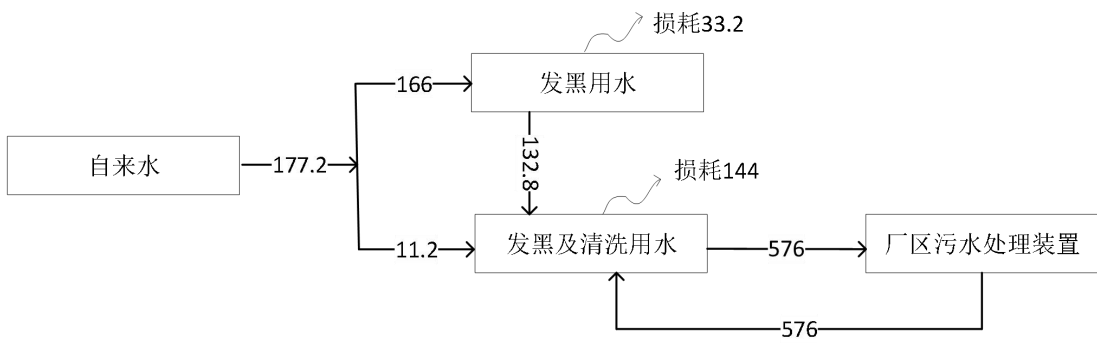 损耗33.2
166
发黑用水
自来水
177.2
132.8
损耗144
11.2
发黑及清洗用水
576
厂区污水处理装置
576